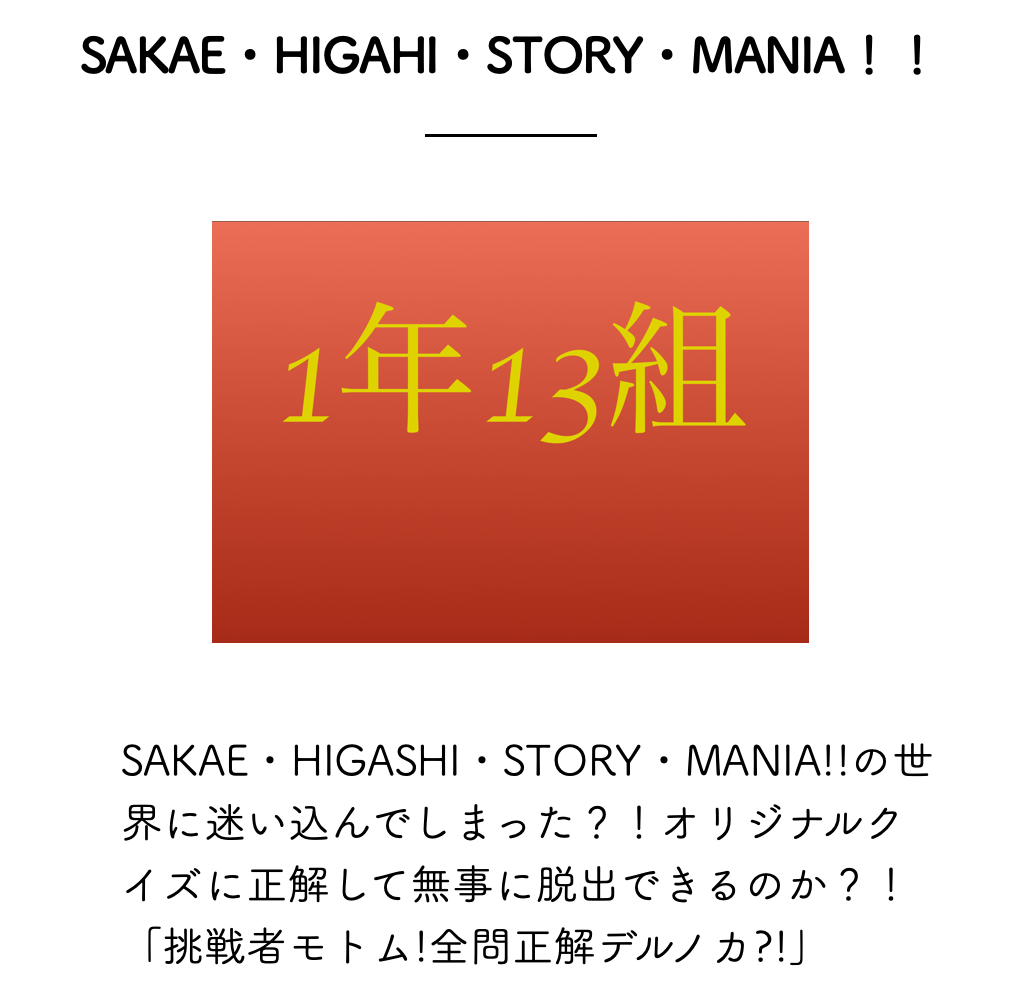 SAKAE・HIGAHI・STORY・MANIA！！
1年13組
SAKAE・HIGASHI・STORY・MANIA!!の世
界に迷い込んでしまった？！オリジナルク
イズに正解して無事に脱出できるのか？！
「挑戦者モトム!全問正解デルノカ?!」